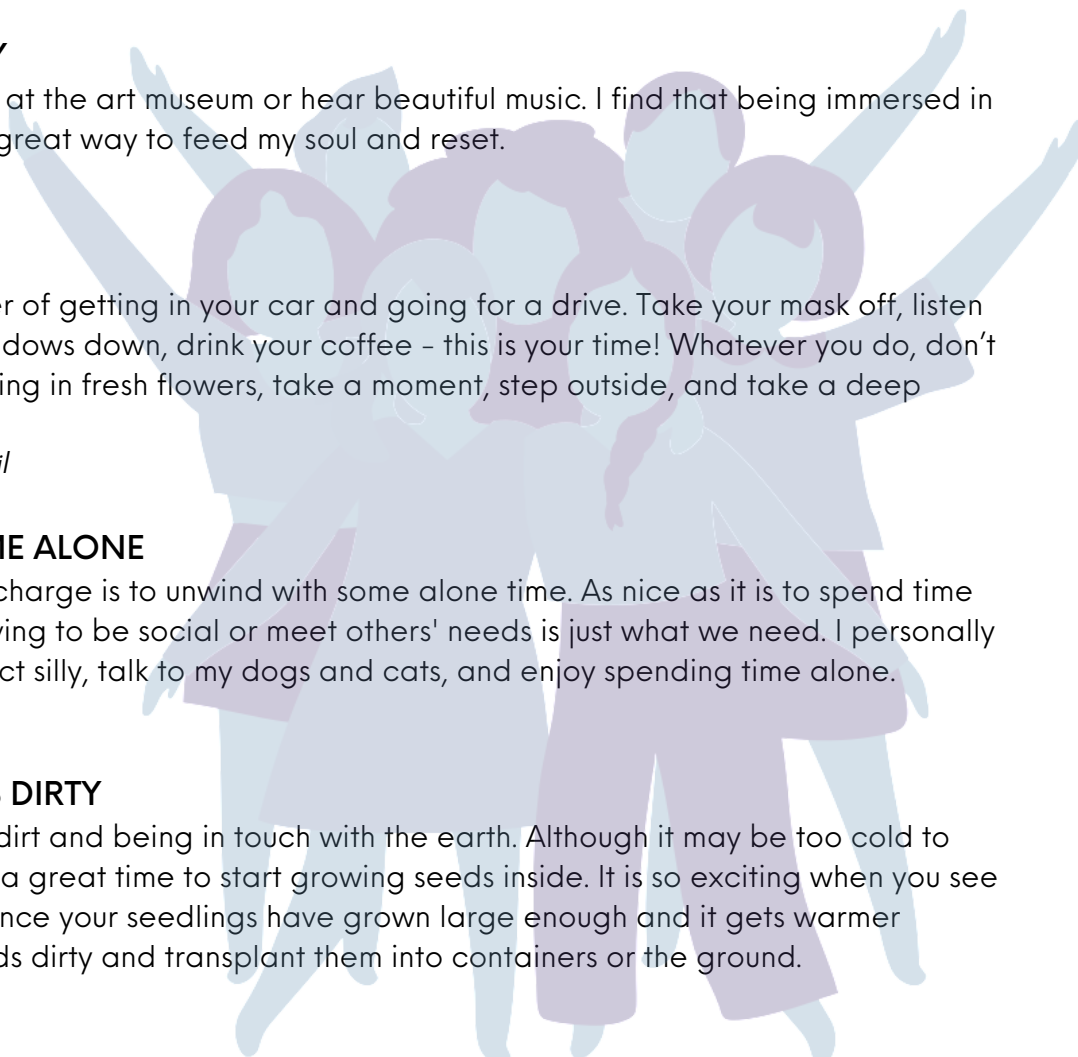 Y
at the art museum or hear beautiful music. I find that being immersed in
great way to feed my soul and reset.
er of getting in your car and going for a drive. Take your mask off, listen
dows down, drink your coffee - this is your time! Whatever you do, don’t
ing in fresh flowers, take a moment, step outside, and take a deep
il
ME ALONE
charge is to unwind with some alone time. As nice as it is to spend time
ying to be social or meet others' needs is just what we need. I personally
ct silly, talk to my dogs and cats, and enjoy spending time alone.
DIRTY
dirt and being in touch with the earth. Although it may be too cold to
a great time to start growing seeds inside. It is so exciting when you see
nce your seedlings have grown large enough and it gets warmer
ds dirty and transplant them into containers or the ground.